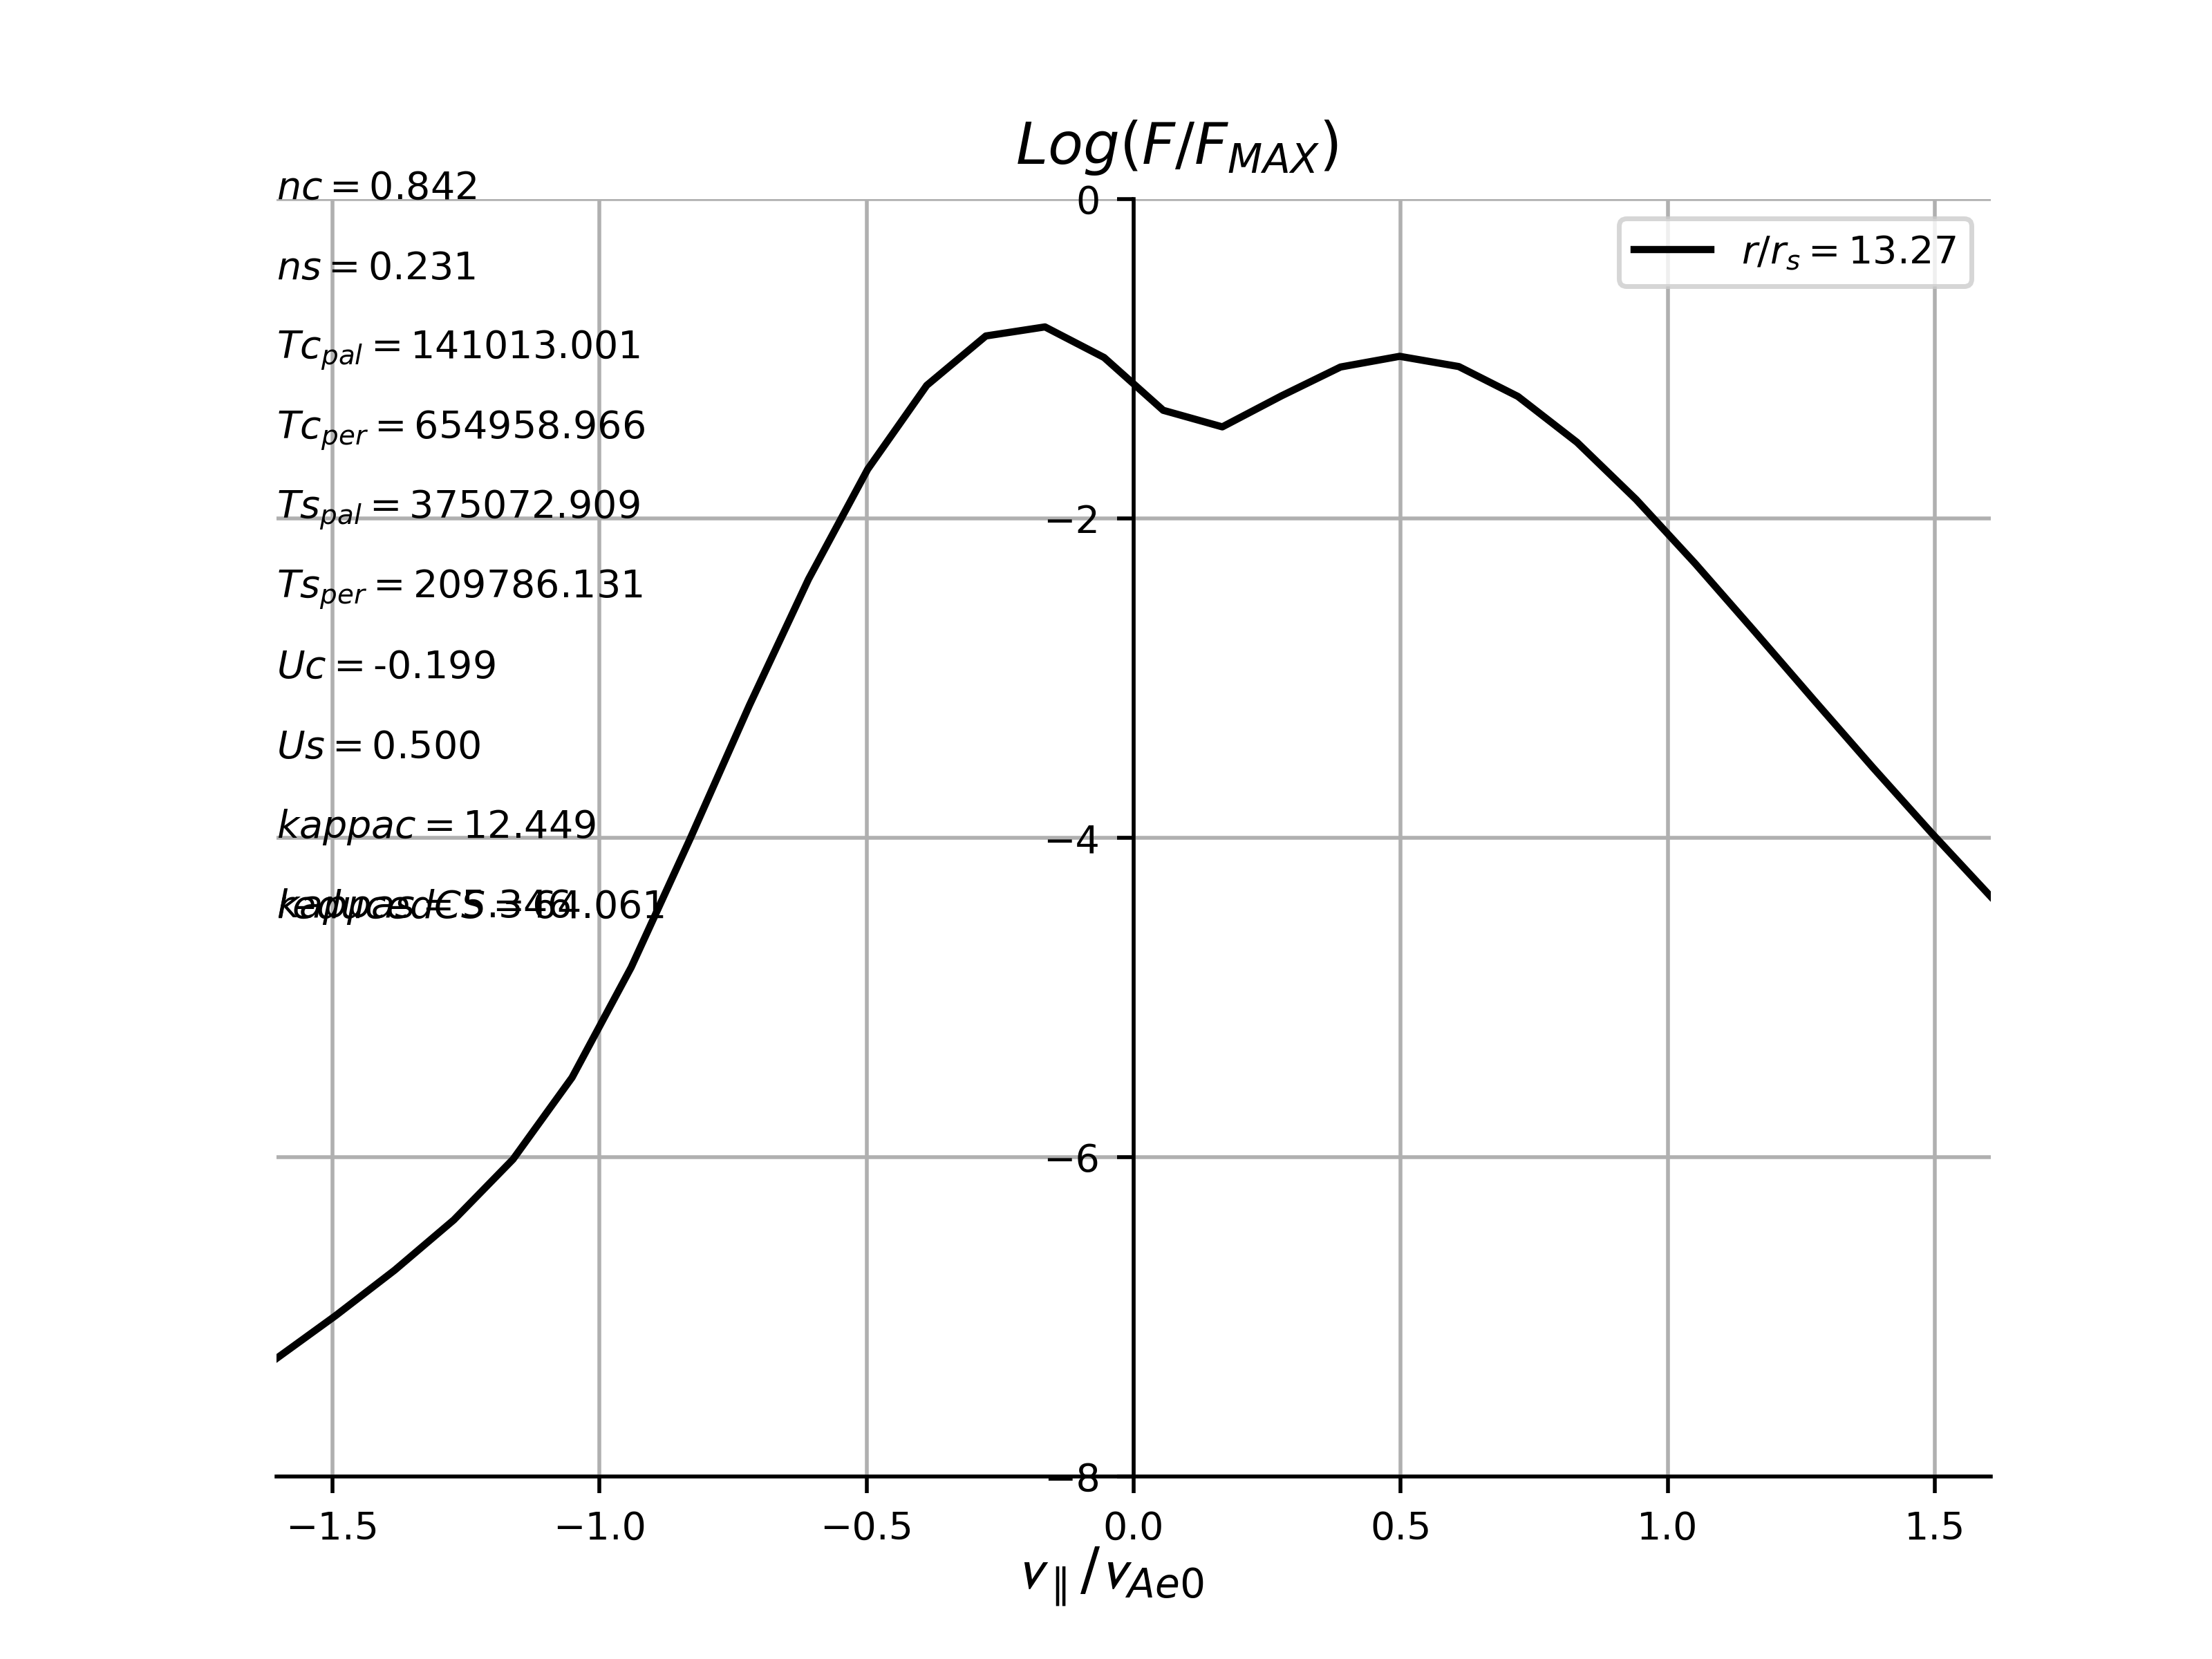 Log(F/F_MAX)
nc = 0.842
ns = 0.231
Tc_pal = 141013.001
Tc_per = 654958.966
Ts_pal = 375072.909
Ts_per = 209786.131
Uc = -0.199
Us = 0.500
kappac = 12.449
r/r_s = 13.27
0
−2
−4
−6
−8
−1.5 −1.0 −0.5 0.0 0.5 1.0 1.5
v_∥/v_Ae0